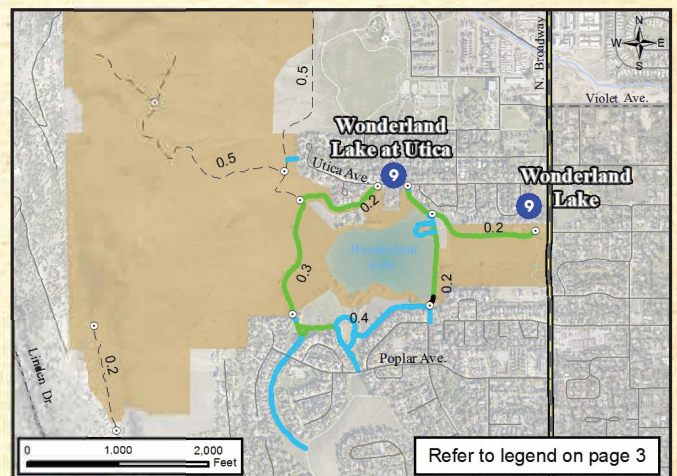 N. Broadway
N
W E
S
Violet Ave.
0.5
Wonderland
Lake at Utica
9
Utica Ave.
0.5
Wonderland
Lake
9
0.2
0.2
Wonderland
Lake
0.3
0.2
0.4
Poplar Ave.
Linden Dr.
0.2
0 1,000 2,000
Feet
Refer to legend on page 3